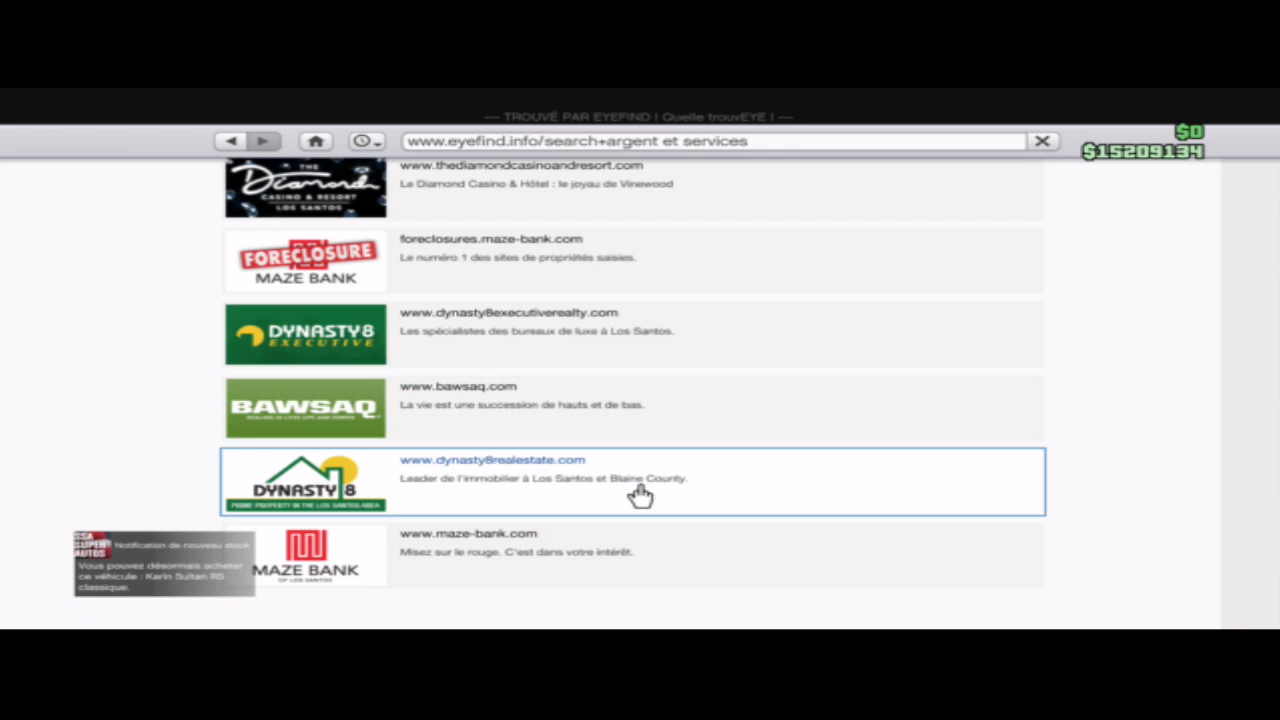 — TROUVÉ PAR EYEFIND ! Quelle trouvEYE ! —
www.eyefind.info/search+argent et services
$0
$15209134
THE
Diamond
CASINO & RESORT
LOS SANTOS
www.thediamondcasinoandresort.com
Le Diamond Casino & Hôtel : le joyau de Vinewood
FORECLOSURE
MAZE BANK
foreclosures.maze-bank.com
Le numéro 1 des sites de propriétés saisies.
DYNASTY8
EXECUTIVE
www.dynasty8executiverealty.com
Les spécialistes des bureaux de luxe à Los Santos.
BAWSAQ
www.bawsaq.com
La vie est une succession de hauts et de bas.
DYNASTY 8
PRIME PROPERTY IN THE LOS SANTOS AREA
www.dynasty8realestate.com
Leader de l'immobilier à Los Santos et Blaine County.
MAZE BANK
OF LOS SANTOS
www.maze-bank.com
Misez sur le rouge. C'est dans votre intérêt.
SSA
SUPER
AUTOS
Notification de nouveau stock
Vous pouvez désormais acheter
ce véhicule : Karin Sultan RS
classique.